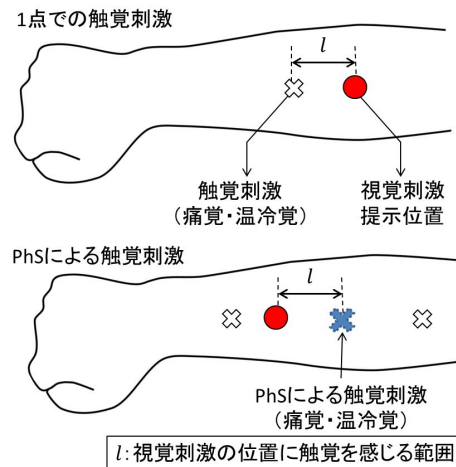 1点での触覚刺激
l
触覚刺激
（痛覚・温冷覚）
視覚刺激
提示位置
PhSによる触覚刺激
l
PhSによる触覚刺激
（痛覚・温冷覚）
l:視覚刺激の位置に触覚を感じる範囲